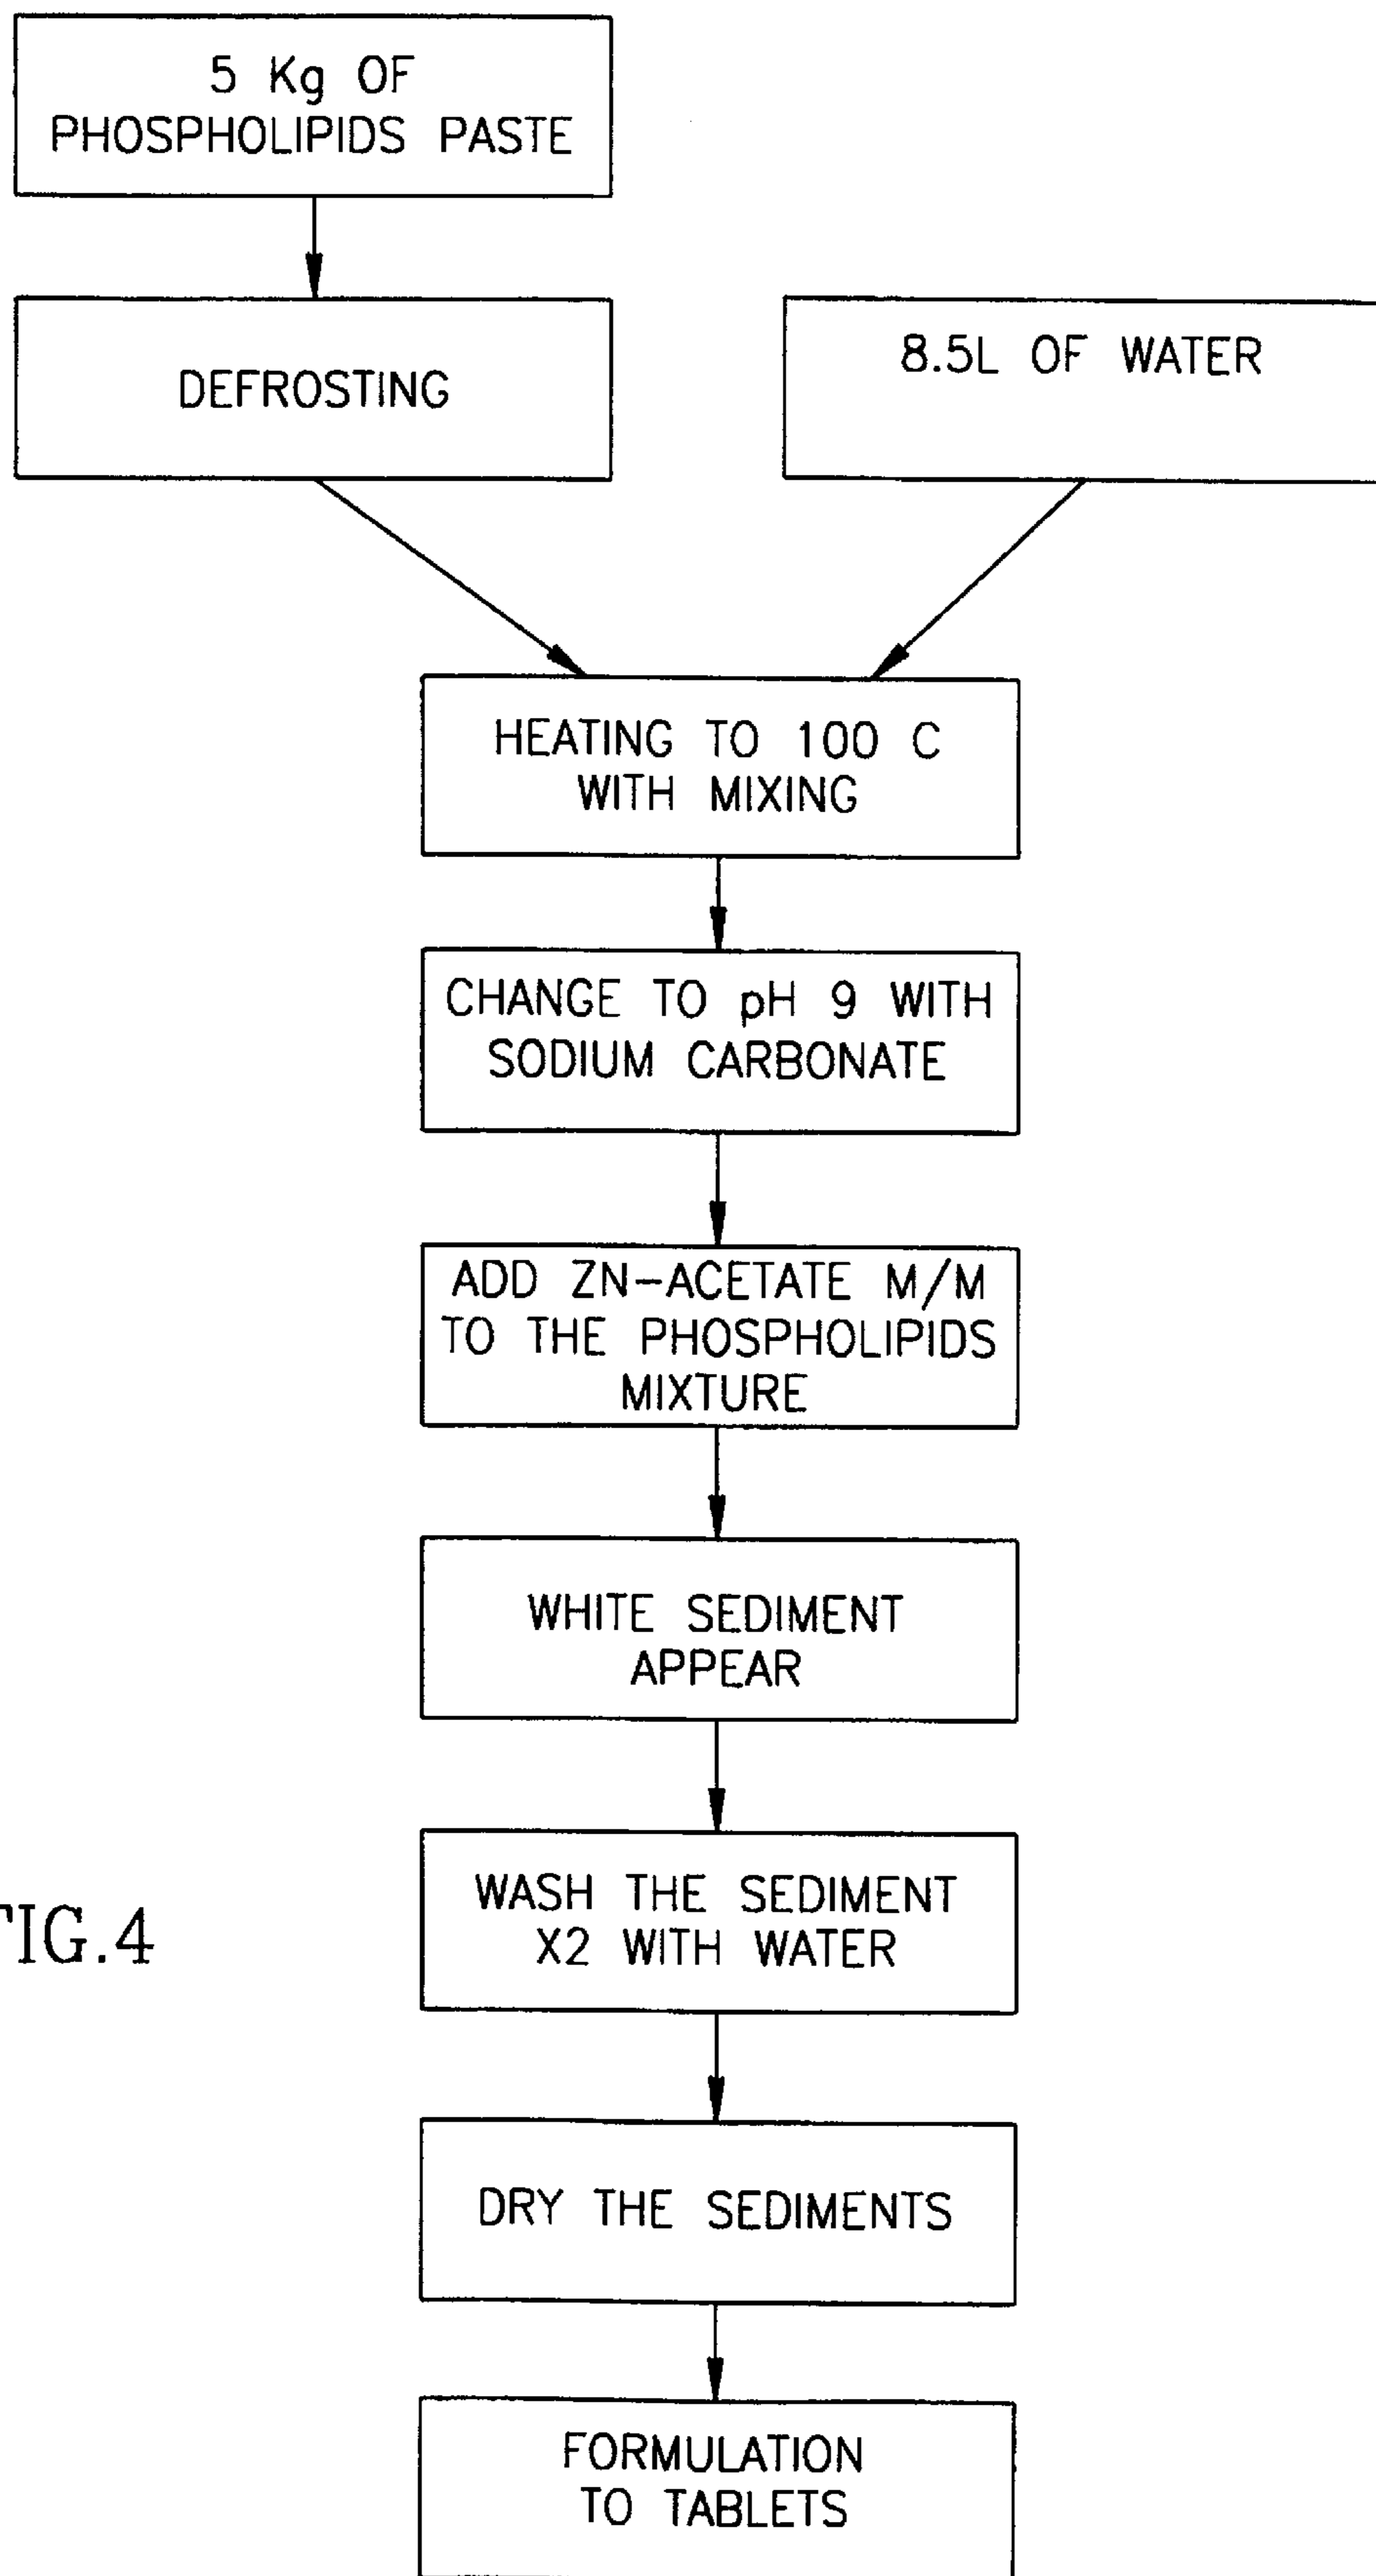 5 Kg OF
PHOSPHOLIPIDS PASTE
DEFROSTING
8.5L OF WATER
HEATING TO 100 C
WITH MIXING
CHANGE TO pH 9 WITH
SODIUM CARBONATE
ADD ZN-ACETATE M/M
TO THE PHOSPHOLIPIDS
MIXTURE
WHITE SEDIMENT
APPEAR
WASH THE SEDIMENT
X2 WITH WATER
FIG.4
DRY THE SEDIMENTS
FORMULATION
TO TABLETS